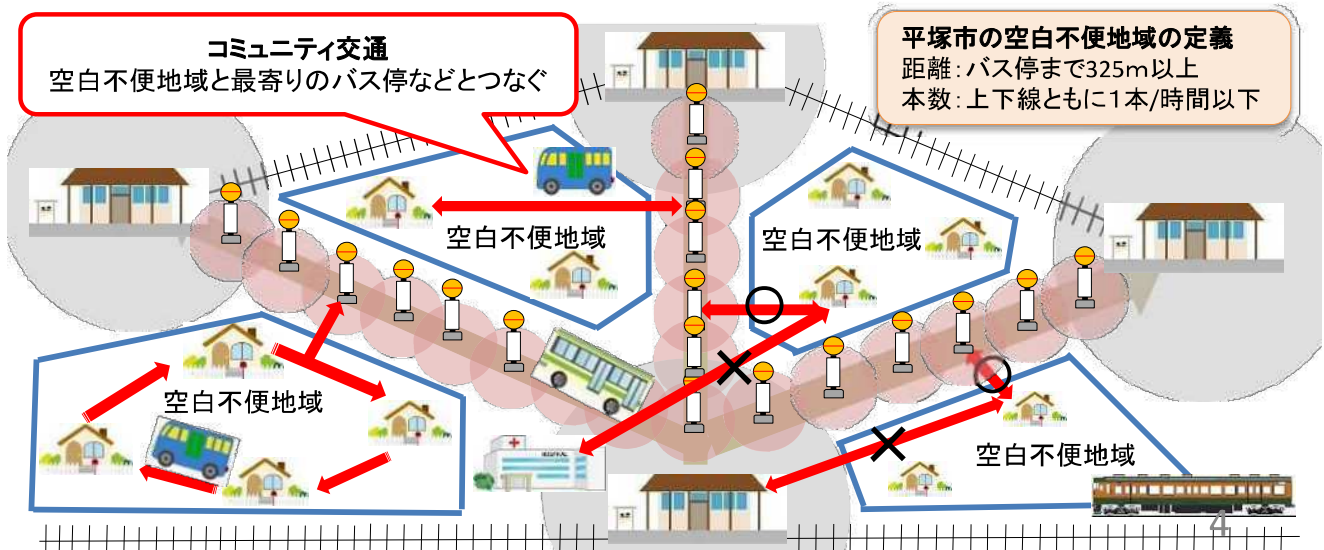 コミュニティ交通
空白不便地域と最寄りのバス停などとつなぐ
平塚市の空白不便地域の定義
距離：バス停まで325ｍ以上
本数：上下線ともに１本/時間以下
空白不便地域
空白不便地域
空白不便地域
空白不便地域
HOSPITAL
4